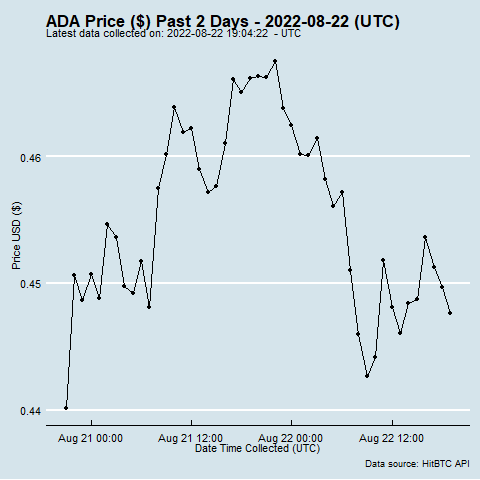 ADA Price ($) Past 2 Days - 2022-08-22 (UTC)
Latest data collected on: 2022-08-22 19:04:22  - UTC
0.46
0.45
0.44
Price USD ($)
Aug 21 00:00
Aug 21 12:00
Aug 22 00:00
Aug 22 12:00
Date Time Collected (UTC)
Data source: HitBTC API